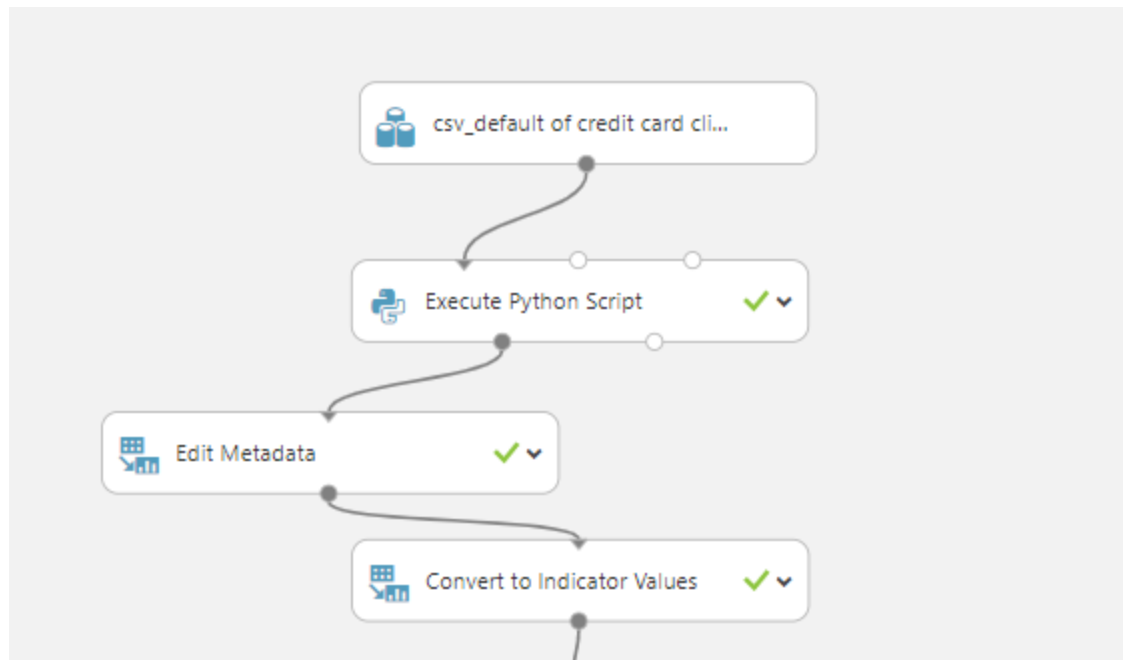 csv_default of credit card cli...
Execute Python Script
Edit Metadata
Convert to Indicator Values